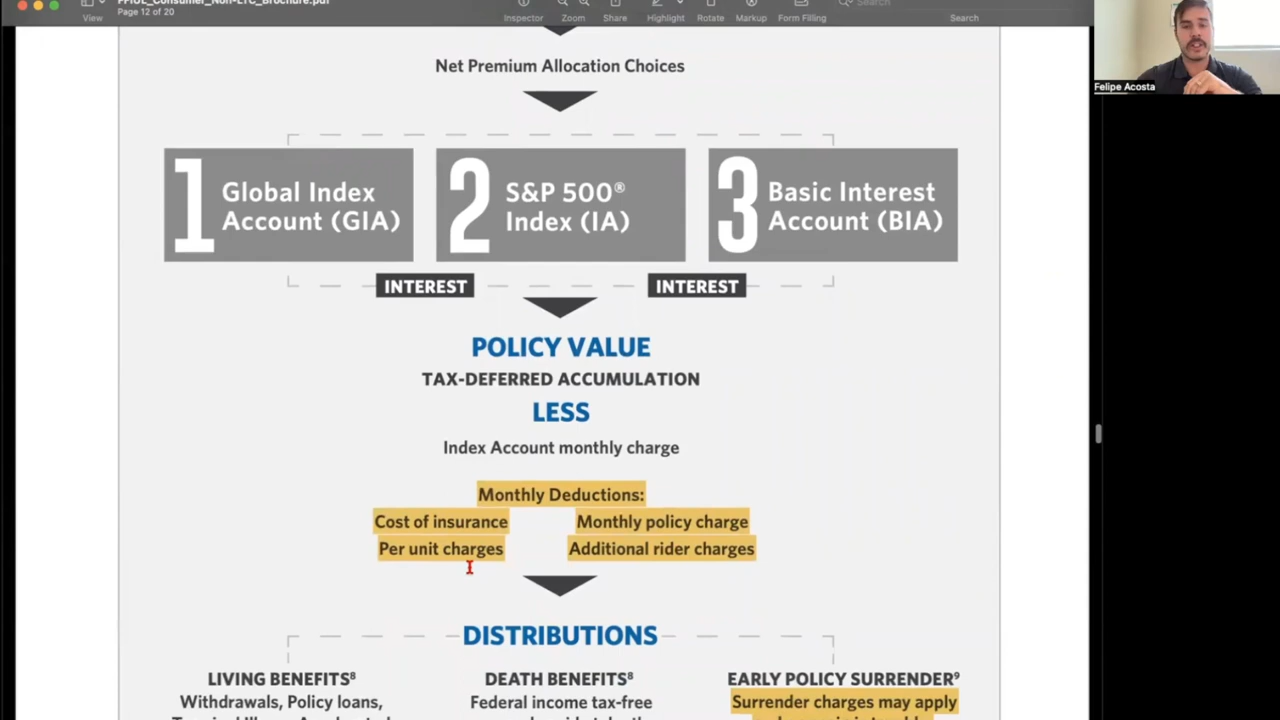 FFIUL_Consumer_Non-LTC_Brochure.pdf
Page 12 of 20
View
Inspector
Zoom
Share
Highlight
Rotate
Markup
Form Filling
Search
Search
Felipe Acosta
Net Premium Allocation Choices
1 Global Index
Account (GIA)
2 S&P 500®
Index (IA)
3 Basic Interest
Account (BIA)
INTEREST
INTEREST
POLICY VALUE
TAX-DEFERRED ACCUMULATION
LESS
Index Account monthly charge
Monthly Deductions:
Cost of insurance
Monthly policy charge
Per unit charges
Additional rider charges
DISTRIBUTIONS
LIVING BENEFITS⁸
Withdrawals, Policy loans,
DEATH BENEFITS⁸
Federal income tax-free
EARLY POLICY SURRENDER⁹
Surrender charges may apply